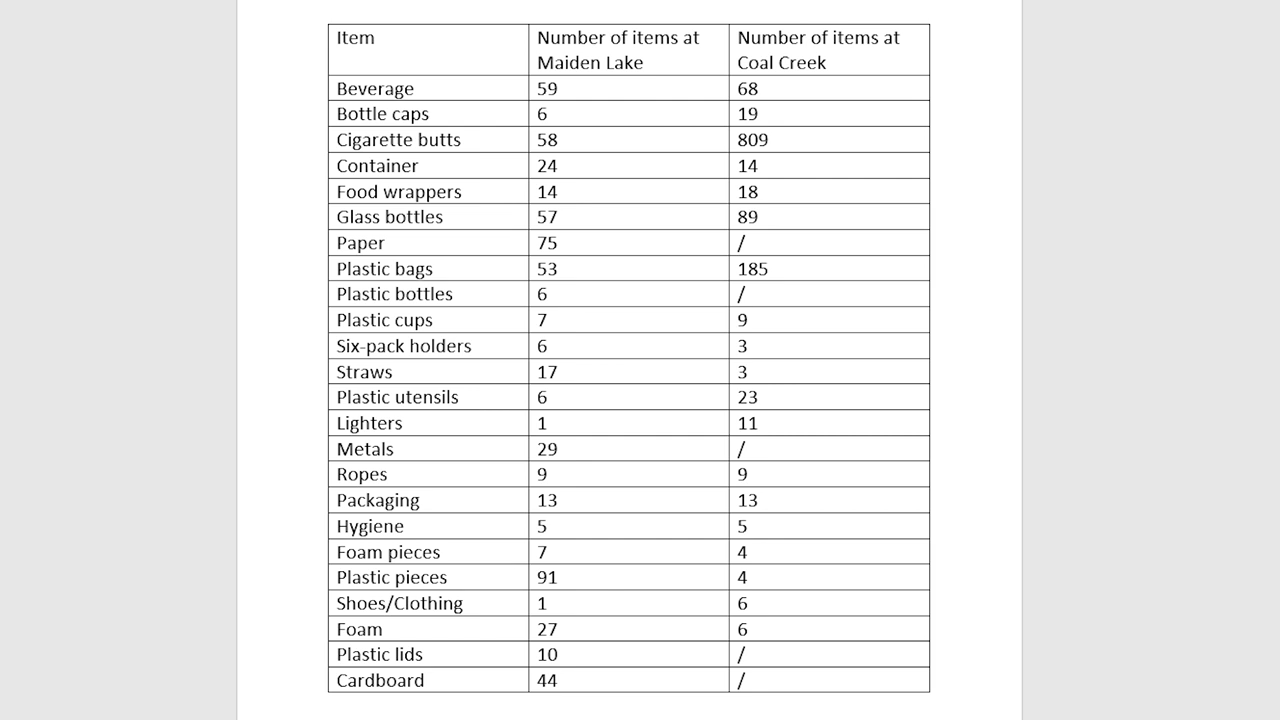 Item Number of items at Maiden Lake Number of items at Coal Creek
Beverage 59 68
Bottle caps 6 19
Cigarette butts 58 809
Container 24 14
Food wrappers 14 18
Glass bottles 57 89
Paper 75 /
Plastic bags 53 185
Plastic bottles 6 /
Plastic cups 7 9
Six-pack holders 6 3
Straws 17 3
Plastic utensils 6 23
Lighters 1 11
Metals 29 /
Ropes 9 9
Packaging 13 13
Hygiene 5 5
Foam pieces 7 4
Plastic pieces 91 4
Shoes/Clothing 1 6
Foam 27 6
Plastic lids 10 /
Cardboard 44 /